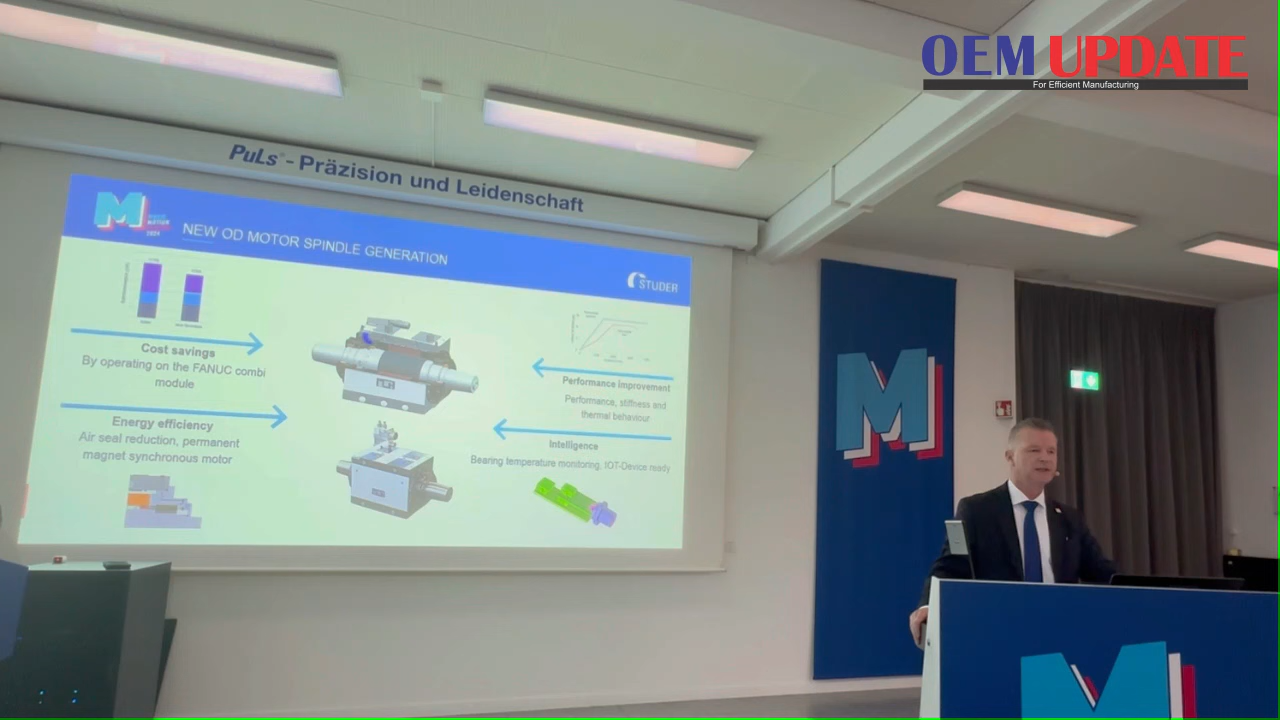 OEM UPDATE
For Efficient Manufacturing
PuLs® - Präzision und Leidenschaft
M
NEW OD MOTOR SPINDLE GENERATION
STUDER
Cost savings
By operating on the FANUC combi
module
Energy efficiency
Air seal reduction, permanent
magnet synchronous motor
Performance improvement
Performance, stiffness and
thermal behaviour
Intelligence
Bearing temperature monitoring, IOT-Device ready
M
M